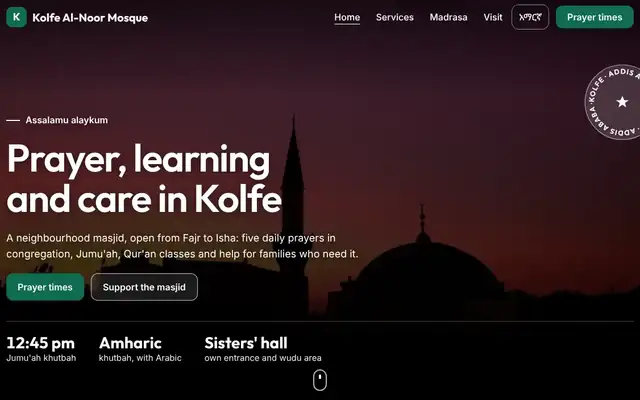 K Kolfe Al-Noor Mosque
Home Services Madrasa Visit አማርኛ Prayer times
KOLFE · ADDIS ABABA · ADDIS A
Assalamu alaykum
Prayer, learning
and care in Kolfe
A neighbourhood masjid, open from Fajr to Isha: five daily prayers in
congregation, Jumu'ah, Qur'an classes and help for families who need it.
Prayer times Support the masjid
12:45 pm Amharic Sisters' hall
Jumu'ah khutbah khutbah, with Arabic own entrance and wudu area